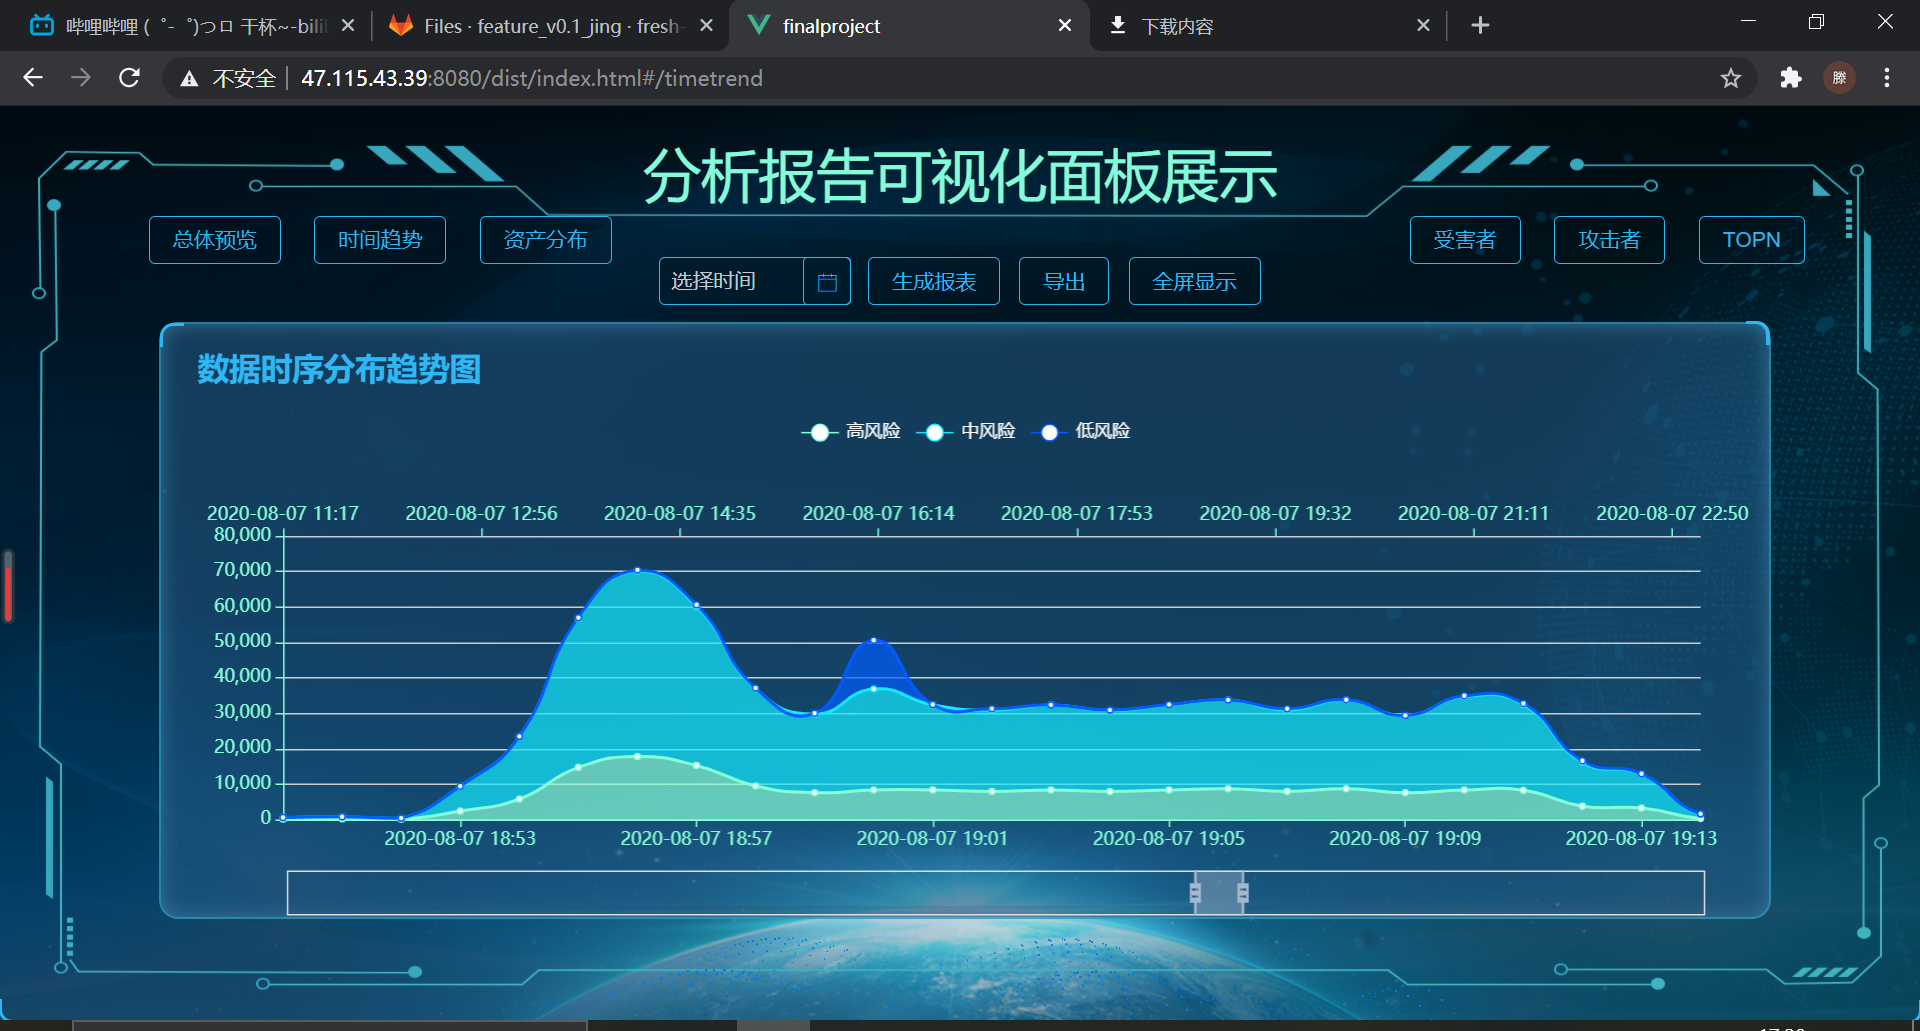 哔哩哔哩 (゜-゜)つロ 干杯~-bili
Files · feature_v0.1_jing · fresh-
finalproject
下载内容
不安全
47.115.43.39:8080/dist/index.html#/timetrend
滕
分析报告可视化面板展示
总体预览
时间趋势
资产分布
受害者
攻击者
TOPN
选择时间
生成报表
导出
全屏显示
数据时序分布趋势图
高风险 中风险 低风险
2020-08-07 11:17 2020-08-07 12:56 2020-08-07 14:35 2020-08-07 16:14 2020-08-07 17:53 2020-08-07 19:32 2020-08-07 21:11 2020-08-07 22:50
80,000
70,000
60,000
50,000
40,000
30,000
20,000
10,000
0
2020-08-07 18:53 2020-08-07 18:57 2020-08-07 19:01 2020-08-07 19:05 2020-08-07 19:09 2020-08-07 19:13